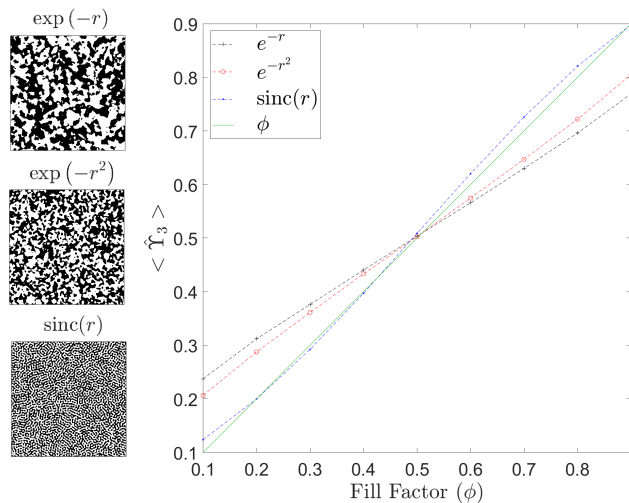 exp (−r)
exp (−r²)
sinc(r)
0.9
0.8
0.7
0.6
0.5
0.4
0.3
0.2
0.1
< Υ̂₃ >
e⁻ʳ
e^{−r²}
sinc(r)
ϕ
0.1 0.2 0.3 0.4 0.5 0.6 0.7 0.8
Fill Factor (ϕ)